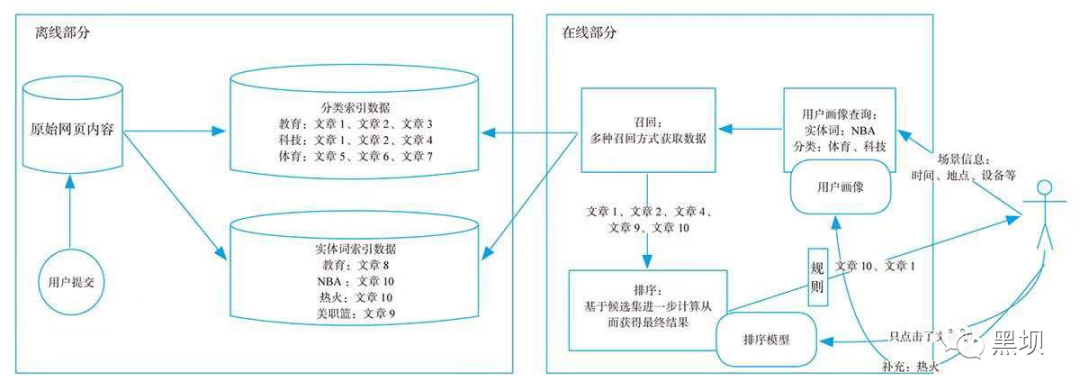 离线部分
原始网页内容
用户提交
分类索引数据
教育：文章 1、文章 2、文章 3
科技：文章 1、文章 2、文章 4
体育：文章 5、文章 6、文章 7
实体词索引数据
教育：文章 8
NBA ：文章 10
热火：文章 10
美职篮：文章 9
在线部分
召回：
多种召回方式获取数据
用户画像查询：
实体词：NBA
分类：体育、科技
用户画像
场景信息：
时间、地点、设备等
文章 1、文章 2、文章 4、
文章 9、文章 10
排序：
基于候选集进一步计算从
而获得最终结果
排序模型
规
则
文章 10、文章 1
只点击了文
补充：热火
黑坝